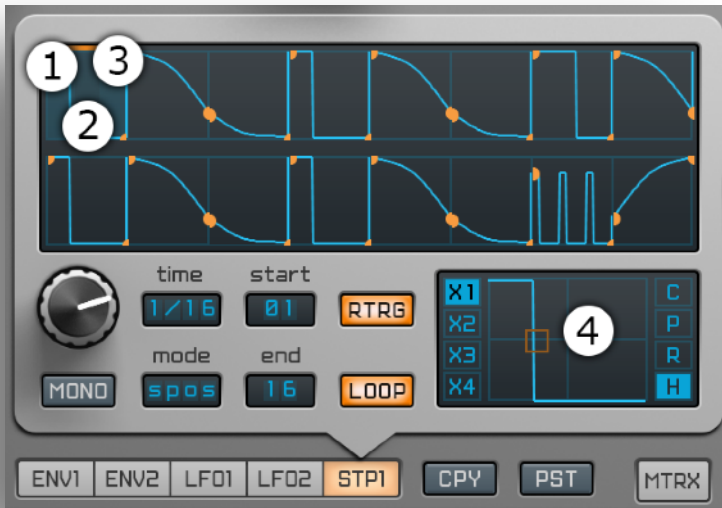 1 3
2
time start
1/16 01 RTRG
mode end
MONO spos 16 LOOP
X1 C
X2 P
X3 R
X4 H
4
ENV1 ENV2 LFO1 LFO2 STP1 CPY PST MTRX